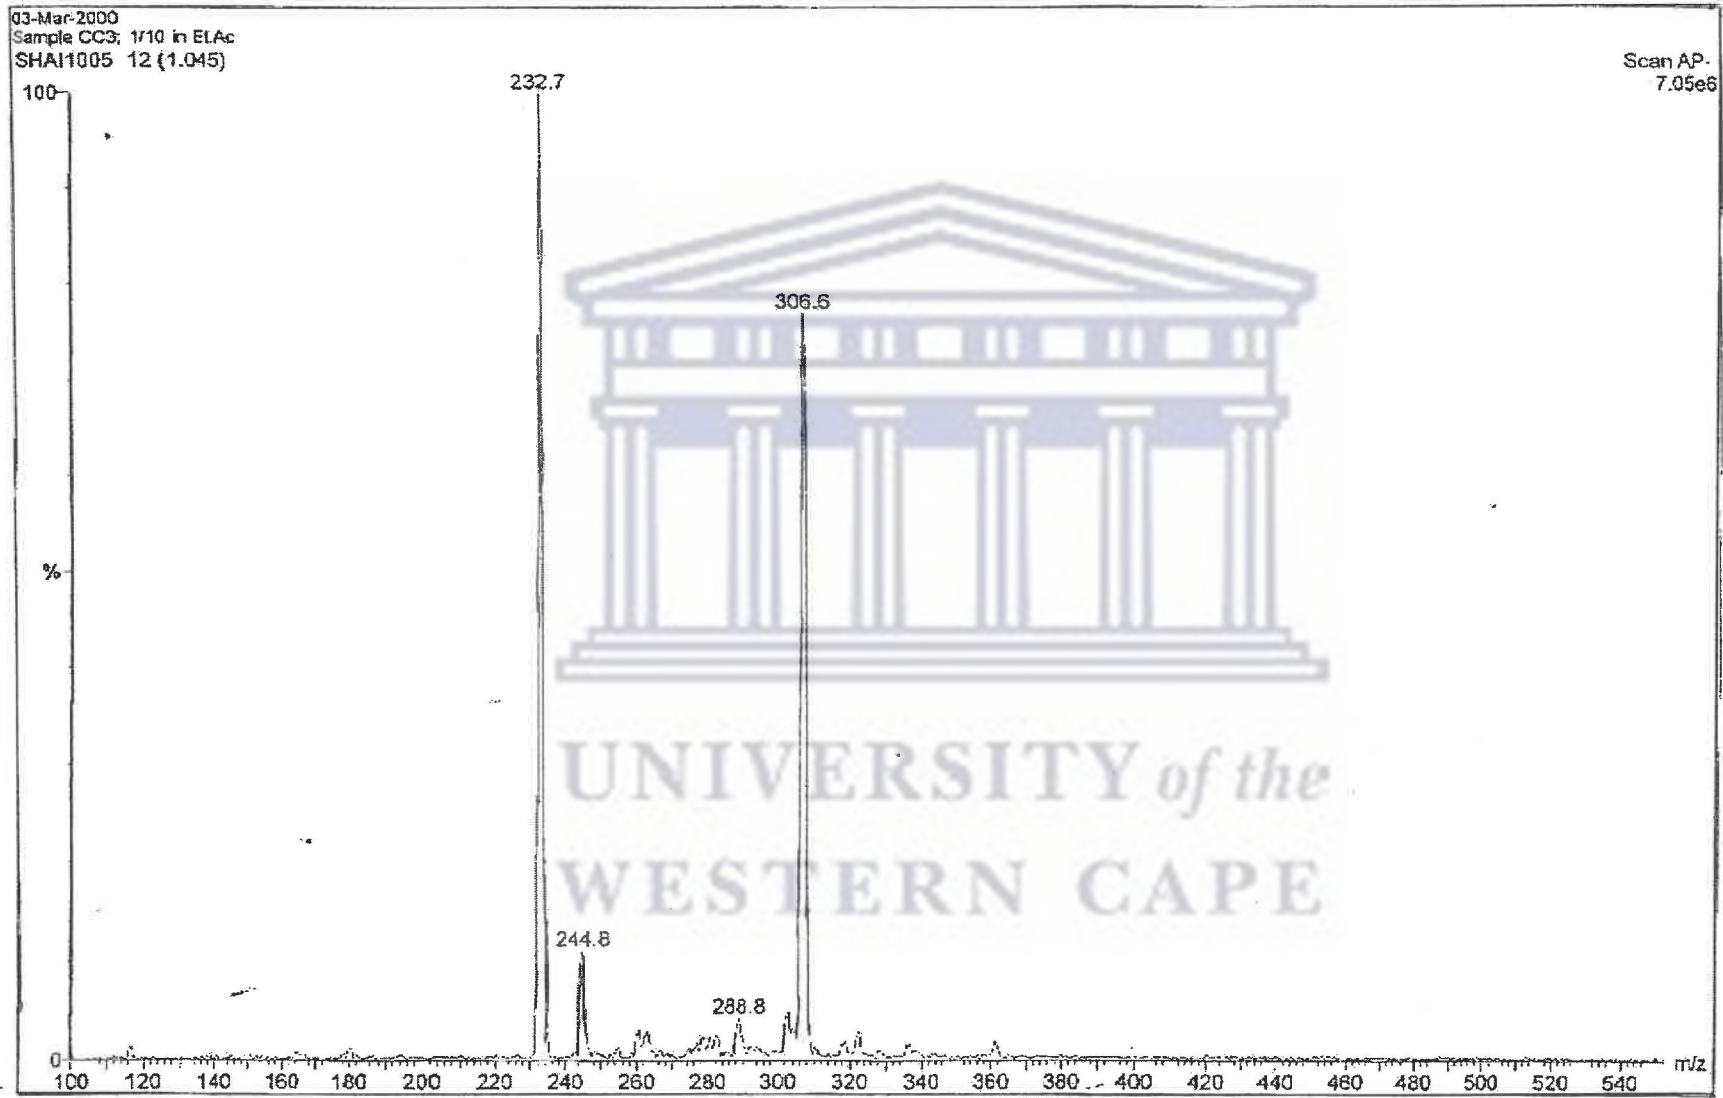 03-Mar-2000
Sample CC3; 1/10 in EtAc
SHAI1005 12 (1.045)
Scan AP-
7.05e6
100
232.7
306.6
%
UNIVERSITY of the
WESTERN CAPE
244.8
288.8
0
100 120 140 160 180 200 220 240 260 280 300 320 340 360 380 400 420 440 460 480 500 520 540 m/z